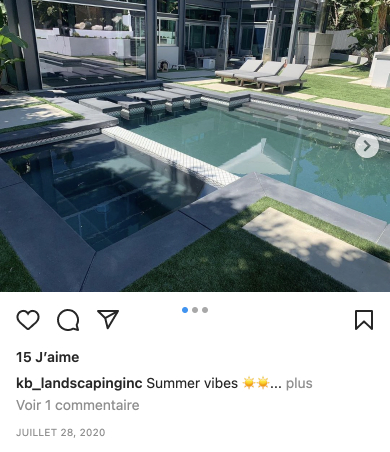 15 J’aime
kb_landscapinginc Summer vibes ☀️☀️... plus
Voir 1 commentaire
JUILLET 28, 2020